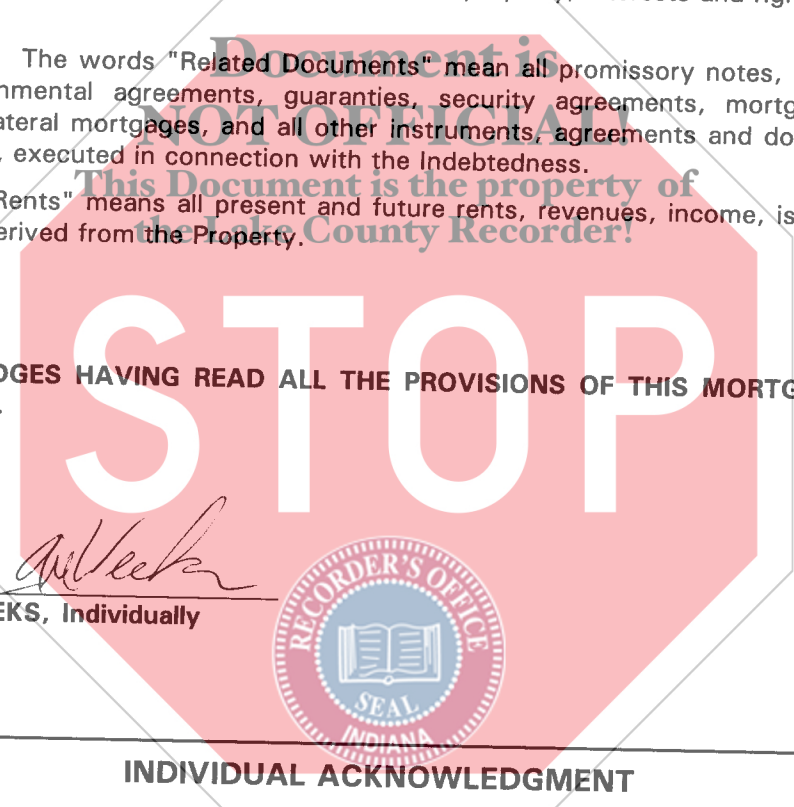 The words "Related Documents" mean all promissory notes,
nmental agreements, guaranties, security agreements, mortg
ateral mortgages, and all other instruments, agreements and do
, executed in connection with the Indebtedness.
Rents" means all present and future rents, revenues, income, is
erived from the Property.
Document is
NOT OFFICIAL!
This Document is the property of
the Lake County Recorder!
STOP
OGES HAVING READ ALL THE PROVISIONS OF THIS MORTG
EKS, Individually
RECORDER'S OFFICE
SEAL
INDIANA
INDIVIDUAL ACKNOWLEDGMENT